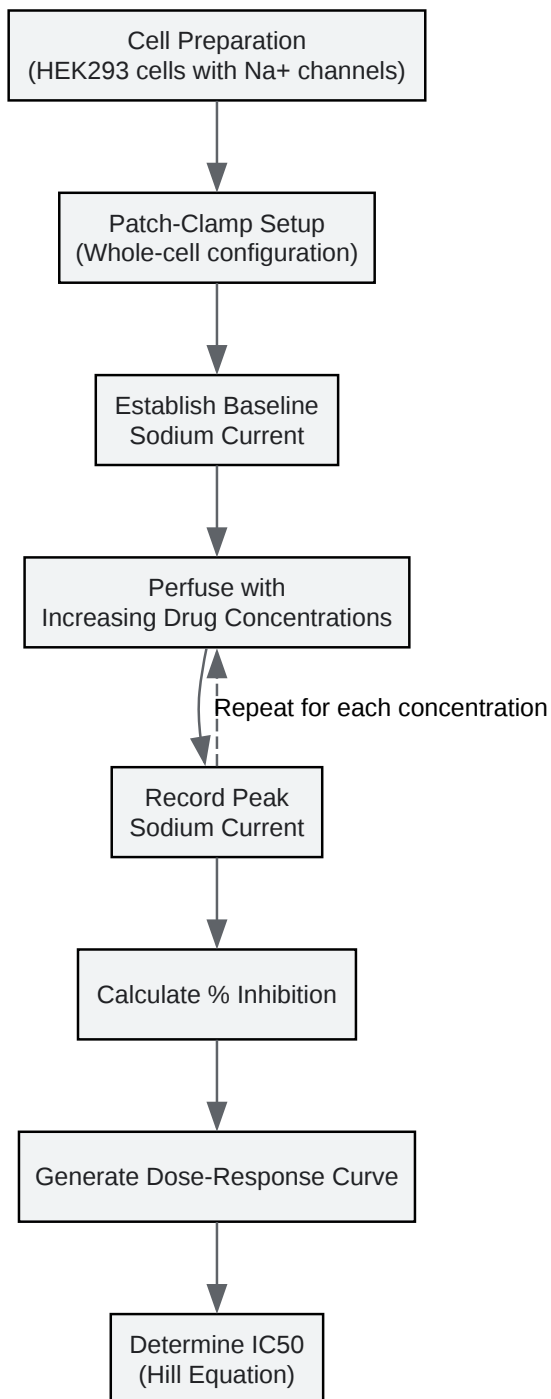 Cell Preparation
(HEK293 cells with Na+ channels)
Patch-Clamp Setup
(Whole-cell configuration)
Establish Baseline
Sodium Current
Perfuse with
Increasing Drug Concentrations
Repeat for each concentration
Record Peak
Sodium Current
Calculate % Inhibition
Generate Dose-Response Curve
Determine IC50
(Hill Equation)